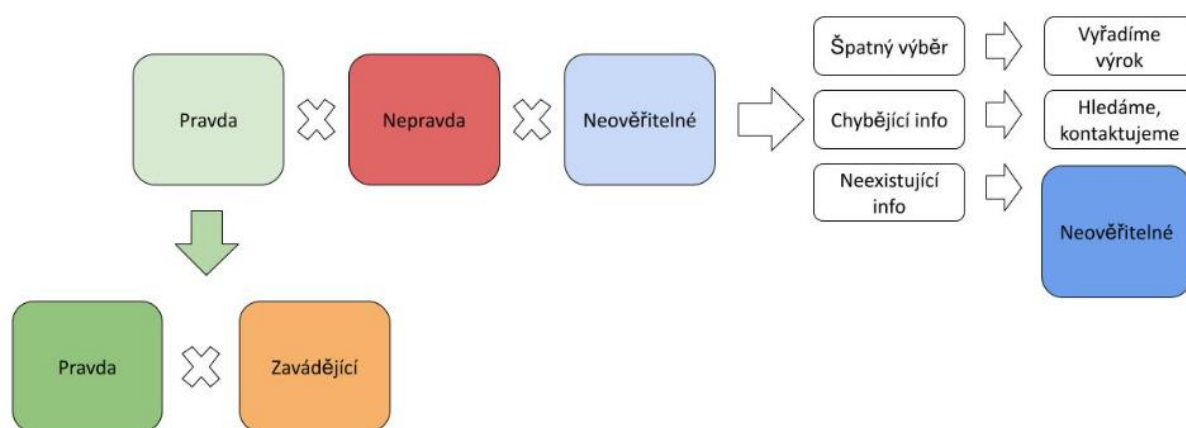 Pravda
Nepravda
Neověřitelné
Špatný výběr
Vyřadíme
výrok
Chybějící info
Hledáme,
kontaktujeme
Neexistující
info
Neověřitelné
Pravda
Zavádějící